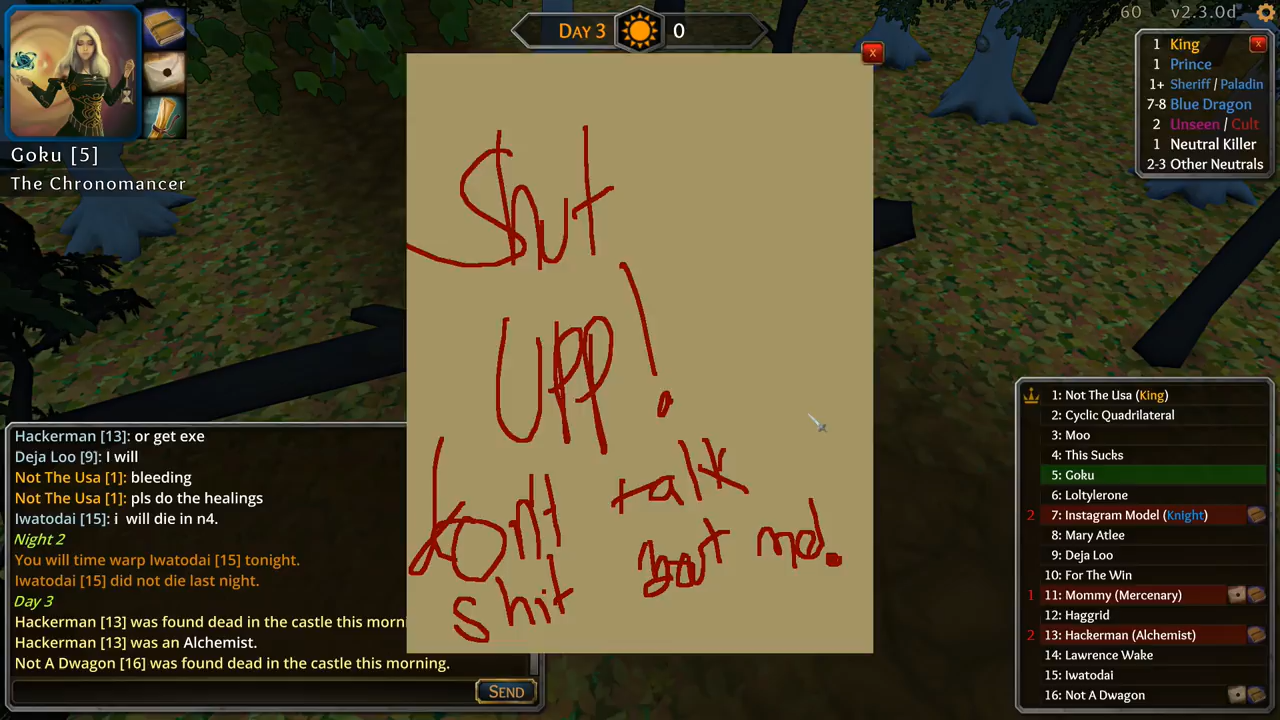 Goku [5]
The Chronomancer
DAY 3
0
60
v2.3.0d
x
x
1 King
1 Prince
1+ Sheriff / Paladin
7-8 Blue Dragon
2 Unseen / Cult
1 Neutral Killer
2-3 Other Neutrals
Shut
UPP!
dont talk
shit bout me.
Hackerman [13]: or get exe
Deja Loo [9]: I will
Not The Usa [1]: bleeding
Not The Usa [1]: pls do the healings
Iwatodai [15]: i will die in n4.
Night 2
You will time warp Iwatodai [15] tonight.
Iwatodai [15] did not die last night.
Day 3
Hackerman [13] was found dead in the castle this morni
Hackerman [13] was an Alchemist.
Not A Dwagon [16] was found dead in the castle this morning.
SEND
1: Not The Usa (King)
2: Cyclic Quadrilateral
3: Moo
4: This Sucks
5: Goku
6: Loltylerone
2 7: Instagram Model (Knight)
8: Mary Atlee
9: Deja Loo
10: For The Win
1 11: Mommy (Mercenary)
12: Haggrid
2 13: Hackerman (Alchemist)
14: Lawrence Wake
15: Iwatodai
16: Not A Dwagon